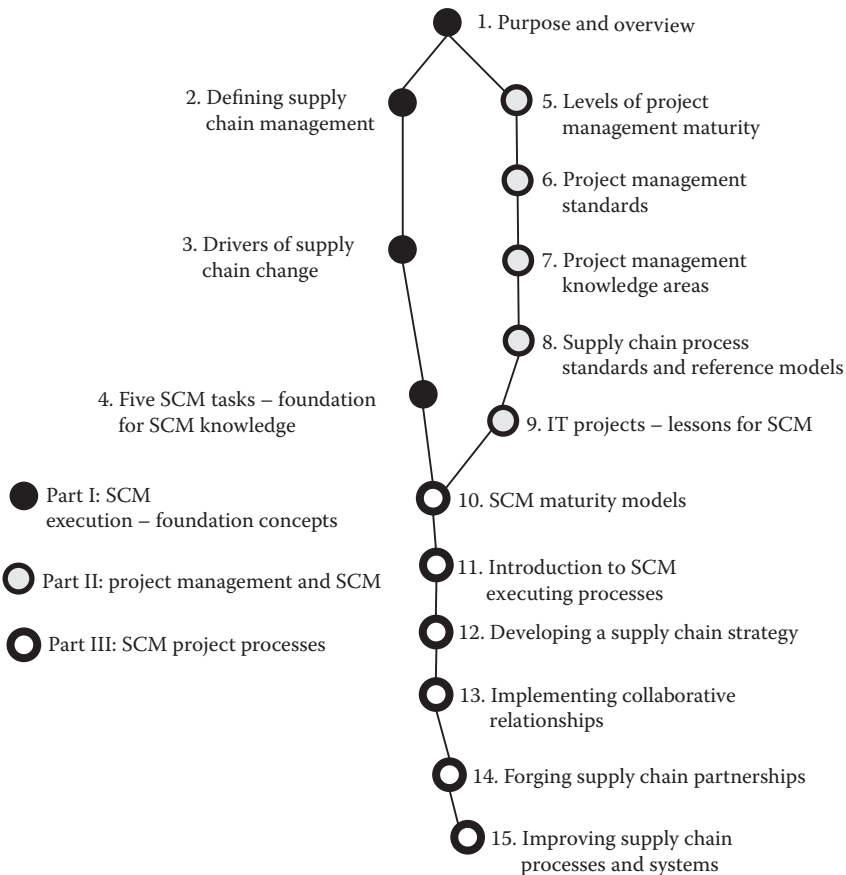 1. Purpose and overview
2. Defining supply
chain management
5. Levels of project
management maturity
6. Project management
standards
3. Drivers of supply
chain change
7. Project management
knowledge areas
8. Supply chain process
standards and reference models
4. Five SCM tasks – foundation
for SCM knowledge
9. IT projects – lessons for SCM
10. SCM maturity models
Part I: SCM
execution – foundation concepts
11. Introduction to SCM
executing processes
Part II: project management and SCM
12. Developing a supply chain strategy
Part III: SCM project processes
13. Implementing collaborative
relationships
14. Forging supply chain partnerships
15. Improving supply chain
processes and systems